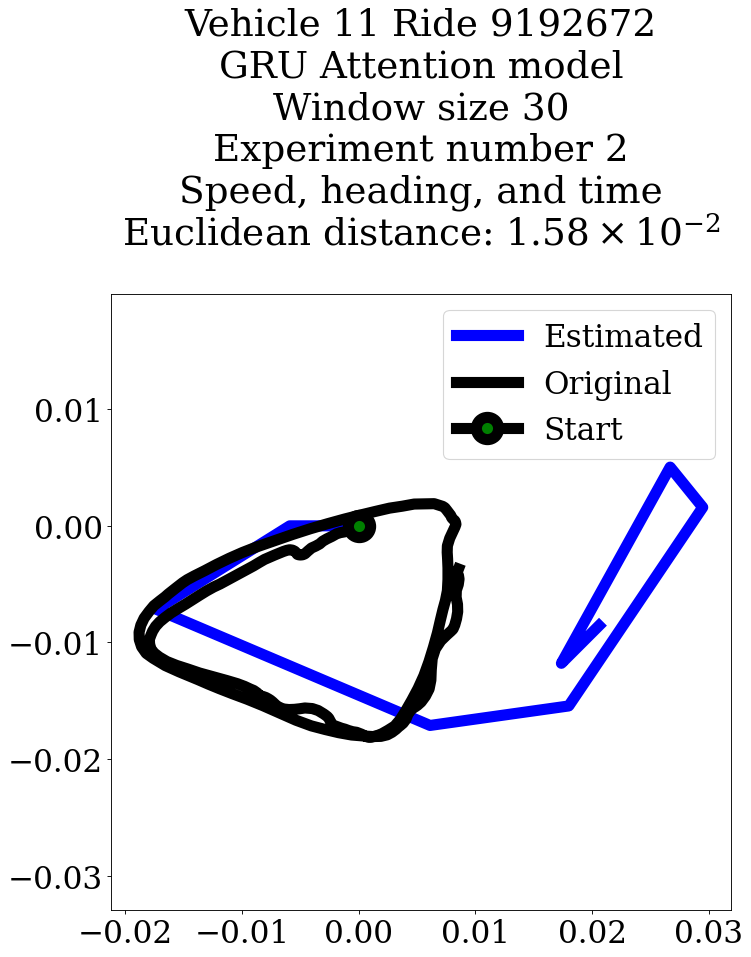 Vehicle 11 Ride 9192672
GRU Attention model
Window size 30
Experiment number 2
Speed, heading, and time
Euclidean distance: 1.58 × 10⁻²
Estimated
Original
Start
0.01
0.00
−0.01
−0.02
−0.03
−0.02 −0.01 0.00 0.01 0.02 0.03